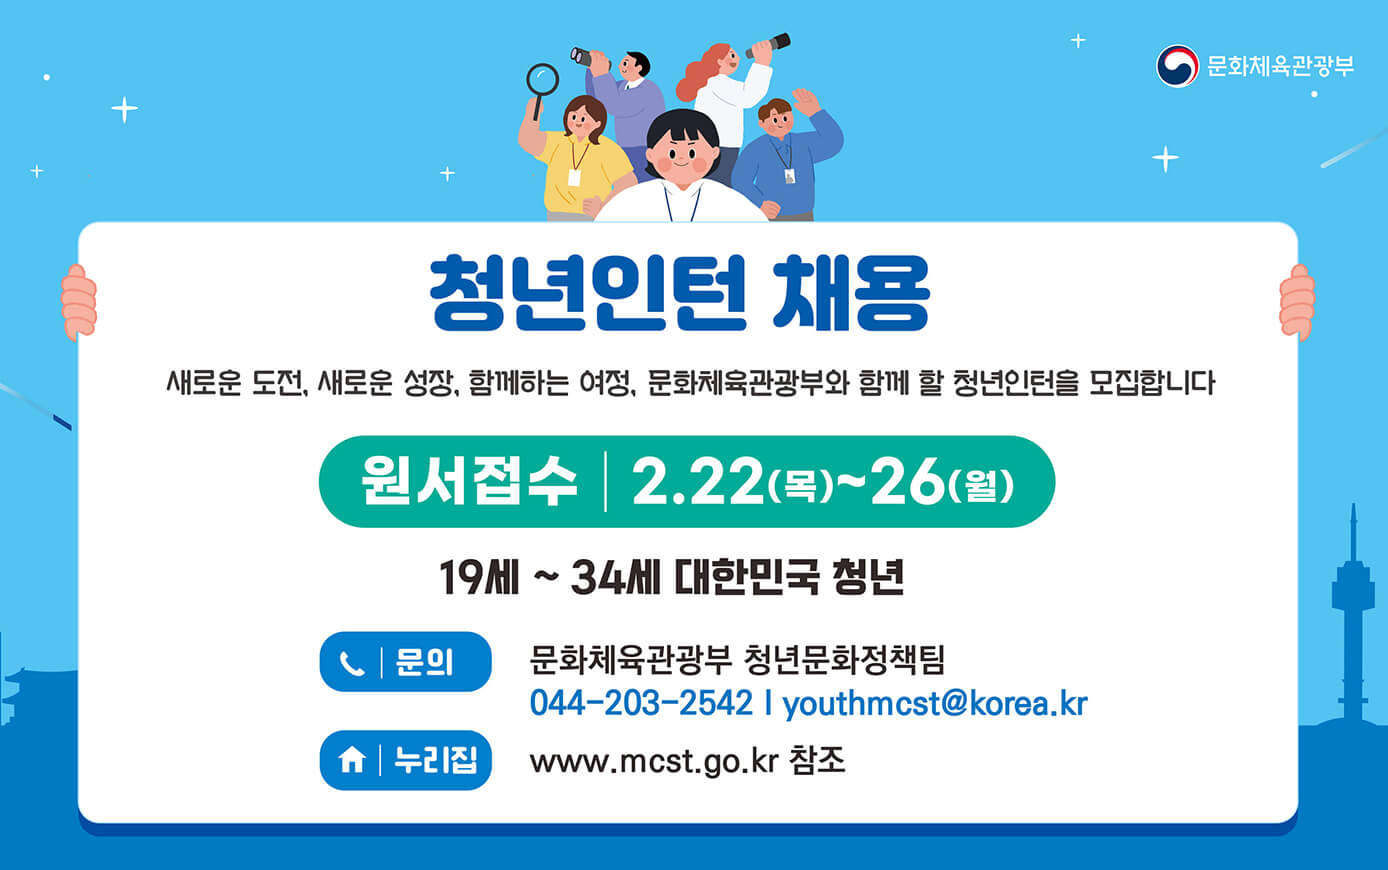 문화체육관광부
청년인턴 채용
새로운 도전, 새로운 성장, 함께하는 여정, 문화체육관광부와 함께 할 청년인턴을 모집합니다
원서접수 | 2.22(목)~26(월)
19세 ~ 34세 대한민국 청년
문의 문화체육관광부 청년문화정책팀
044-203-2542 I youthmcst@korea.kr
누리집 www.mcst.go.kr 참조